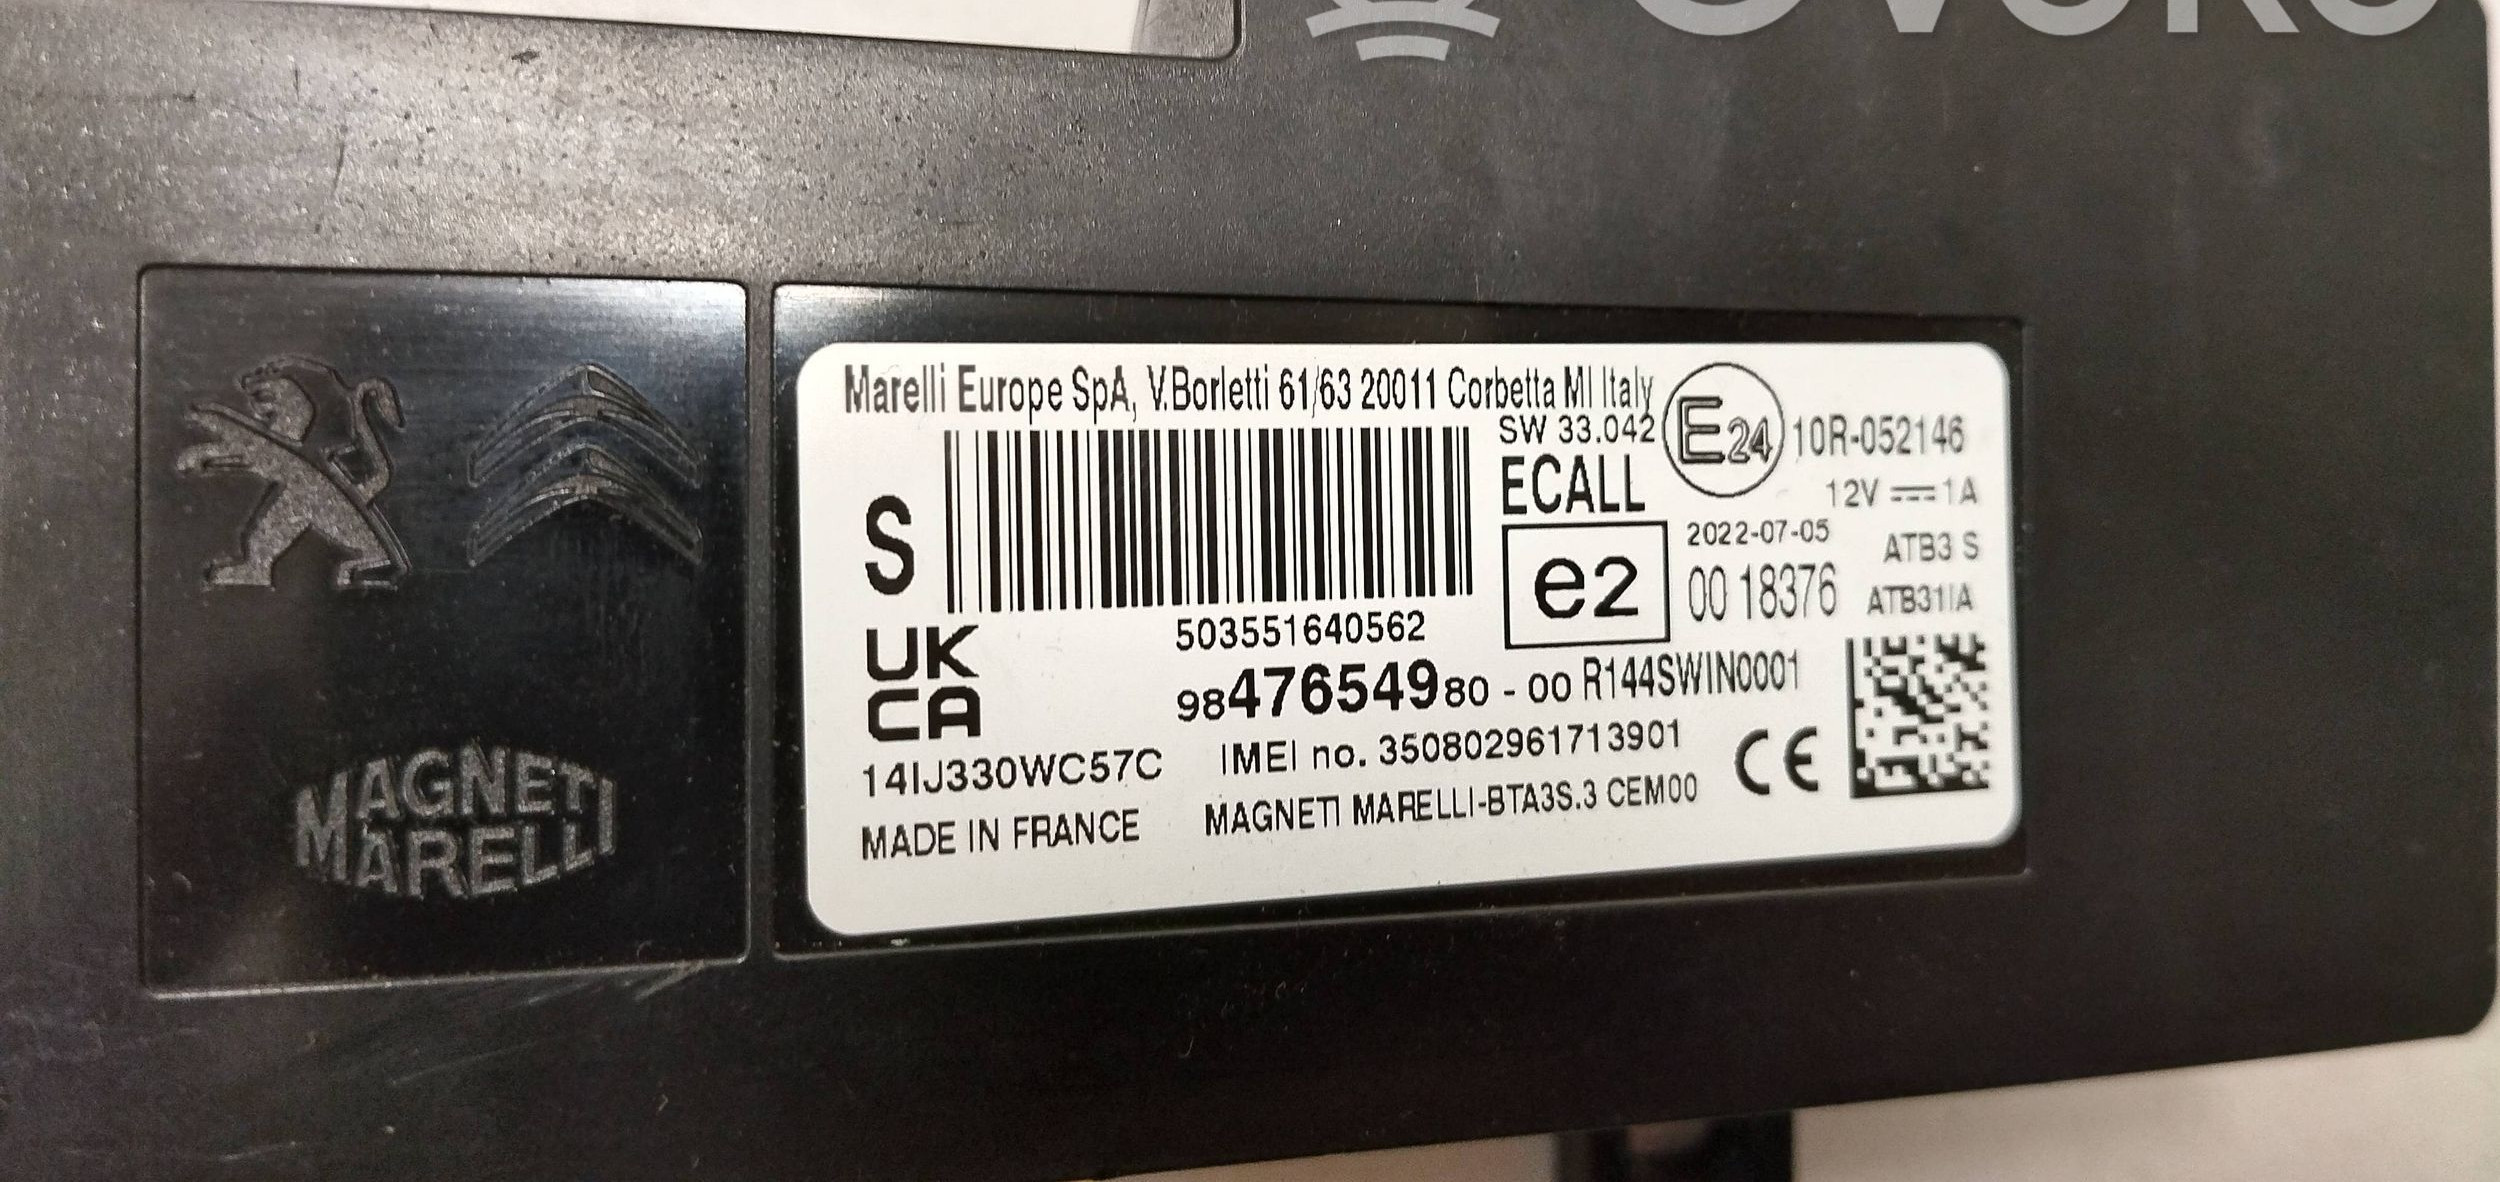 MAGNETI
MARELLI
Marelli Europe SpA, V.Borletti 61/63 20011 Corbetta MI Italy
SW 33.042
ECALL
E24
10R-052146
12V 1A
S
e2
2022-07-05
00 18376
ATB3 S
503551640562
UK
CA
9847654980 - 00 R144SWIN0001
14IJ330WC57C
IMEI no. 350802961713901
CE
MADE IN FRANCE
MAGNETI MARELLI-BTA3S.3 CEM00